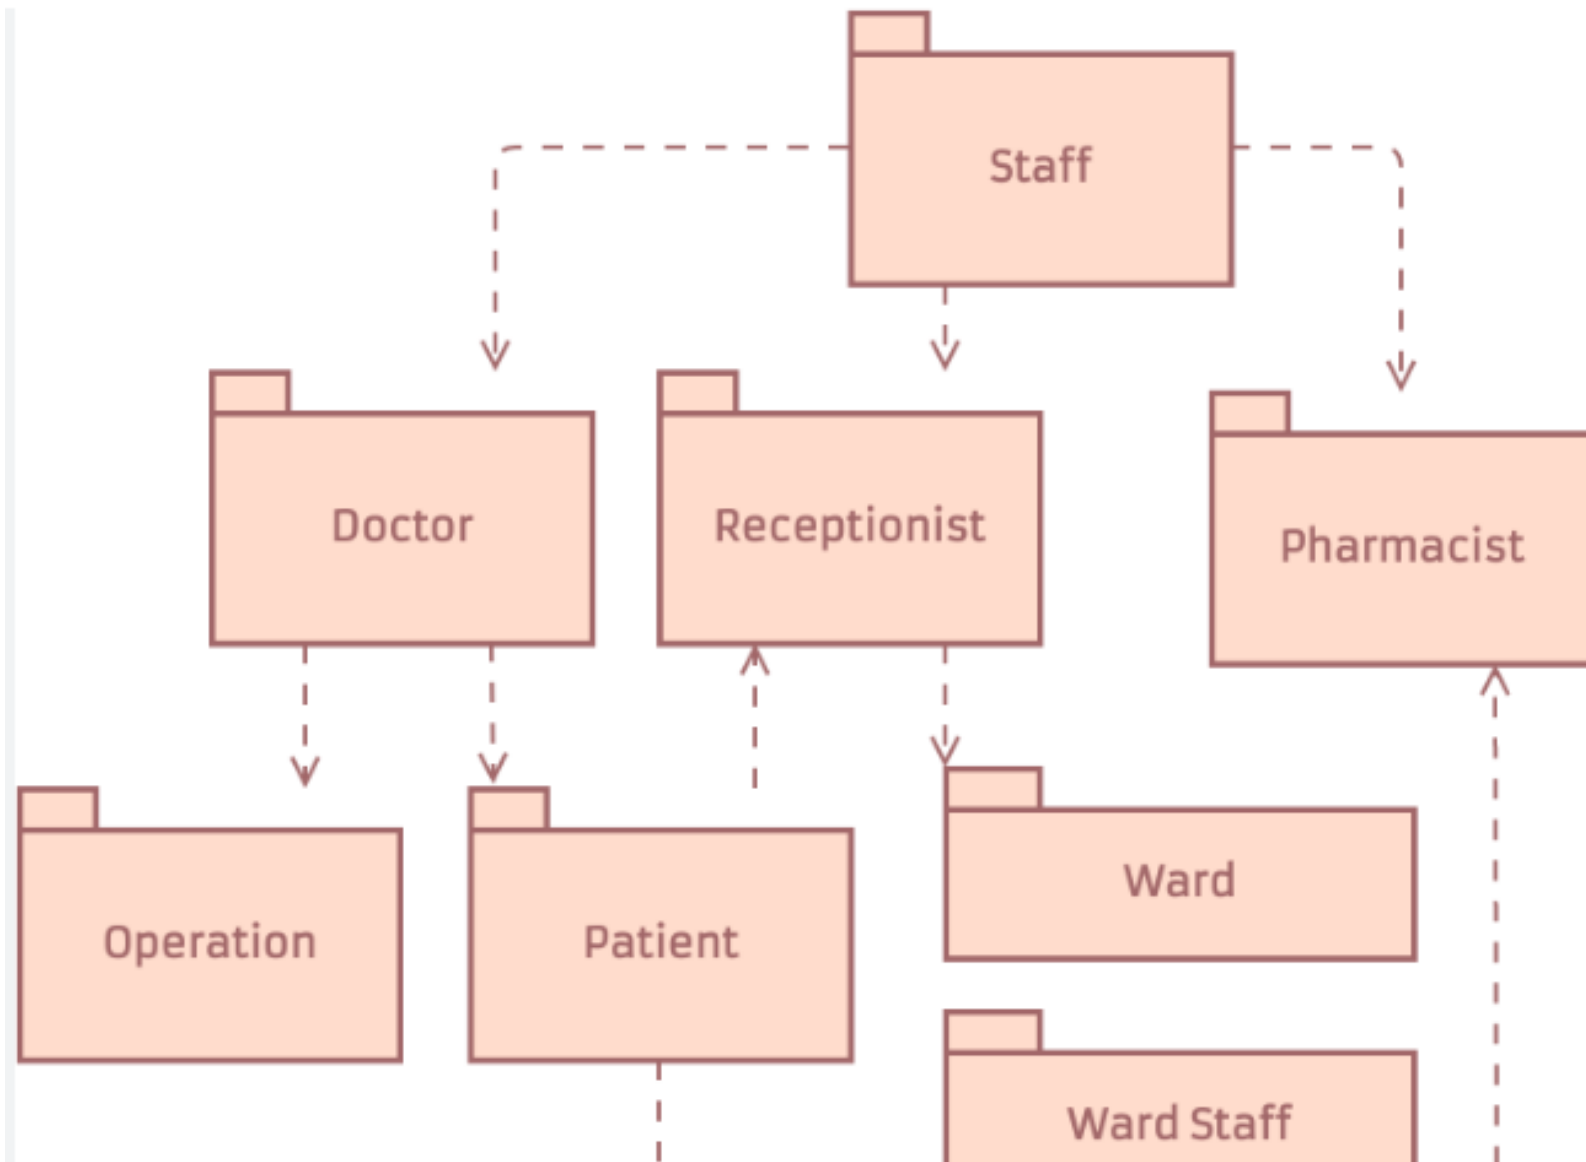 Staff
Doctor
Receptionist
Pharmacist
Operation
Patient
Ward
Ward Staff